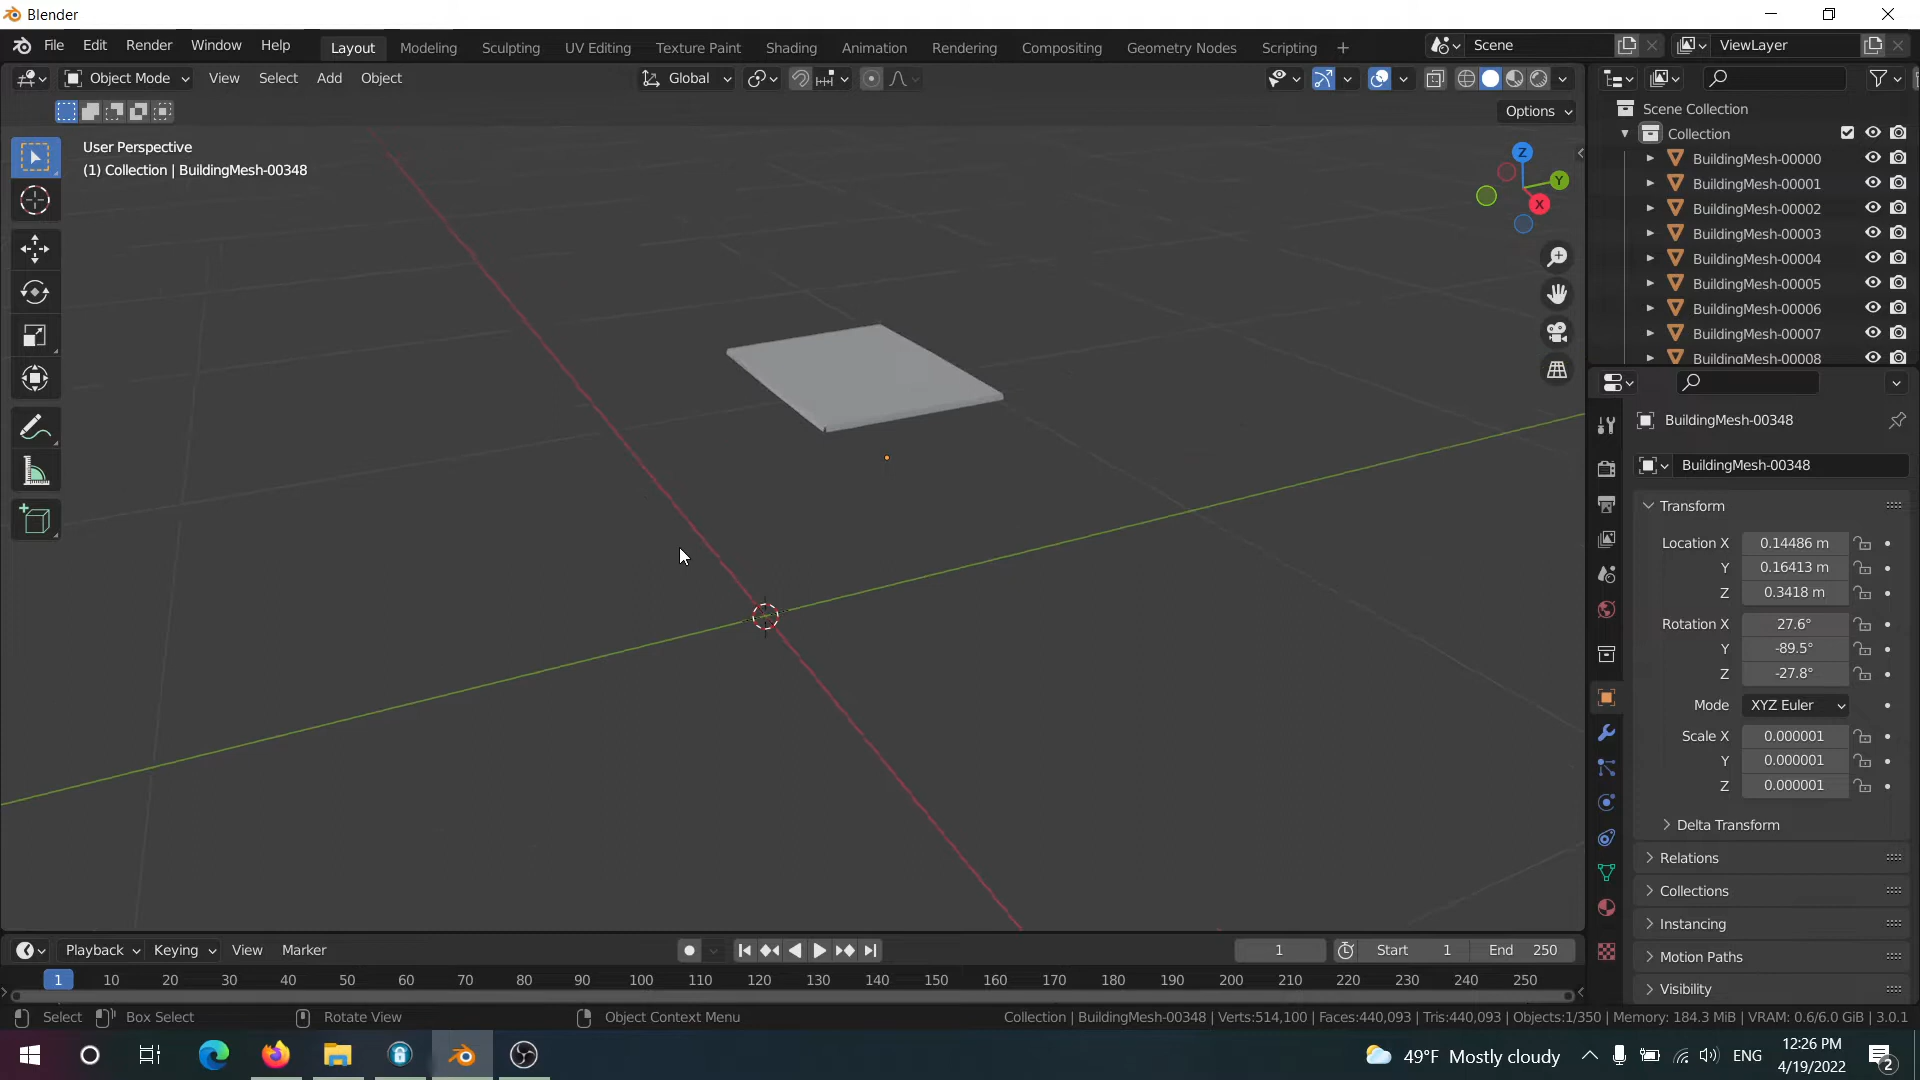 Blender
File Edit Render Window Help
Layout Modeling Sculpting UV Editing Texture Paint Shading Animation Rendering Compositing Geometry Nodes Scripting +
Scene
ViewLayer
Object Mode View Select Add Object
Global
Options
User Perspective
(1) Collection | BuildingMesh-00348
Z
Y
X
Scene Collection
Collection
BuildingMesh-00000
BuildingMesh-00001
BuildingMesh-00002
BuildingMesh-00003
BuildingMesh-00004
BuildingMesh-00005
BuildingMesh-00006
BuildingMesh-00007
BuildingMesh-00008
BuildingMesh-00348
BuildingMesh-00348
Transform
Location X 0.14486 m
Y 0.16413 m
Z 0.3418 m
Rotation X 27.6°
Y -89.5°
Z -27.8°
Mode XYZ Euler
Scale X 0.000001
Y 0.000001
Z 0.000001
Delta Transform
Relations
Collections
Instancing
Motion Paths
Visibility
Playback Keying View Marker
1
Start 1 End 250
1 10 20 30 40 50 60 70 80 90 100 110 120 130 140 150 160 170 180 190 200 210 220 230 240 250
Select Box Select Rotate View Object Context Menu
Collection | BuildingMesh-00348 | Verts:514,100 | Faces:440,093 | Tris:440,093 | Objects:1/350 | Memory: 184.3 MiB | VRAM: 0.6/6.0 GiB | 3.0.1
49°F Mostly cloudy
ENG
12:26 PM
4/19/2022
2